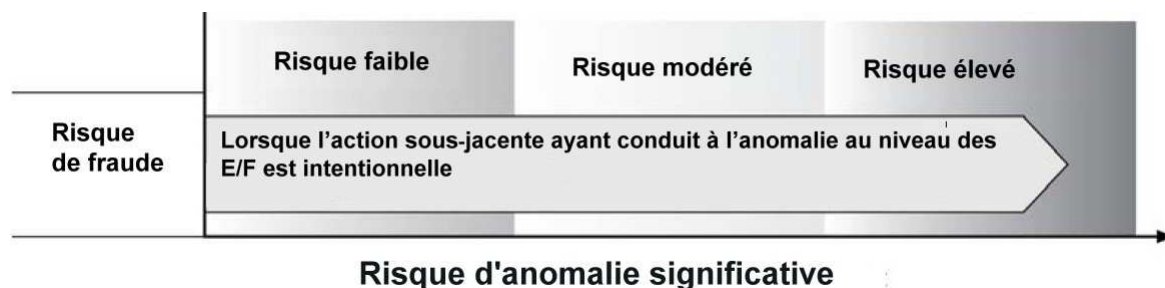 Risque faible
Risque modéré
Risque élevé
Risque
de fraude
Lorsque l’action sous-jacente ayant conduit à l’anomalie au niveau des
E/F est intentionnelle
Risque d'anomalie significative